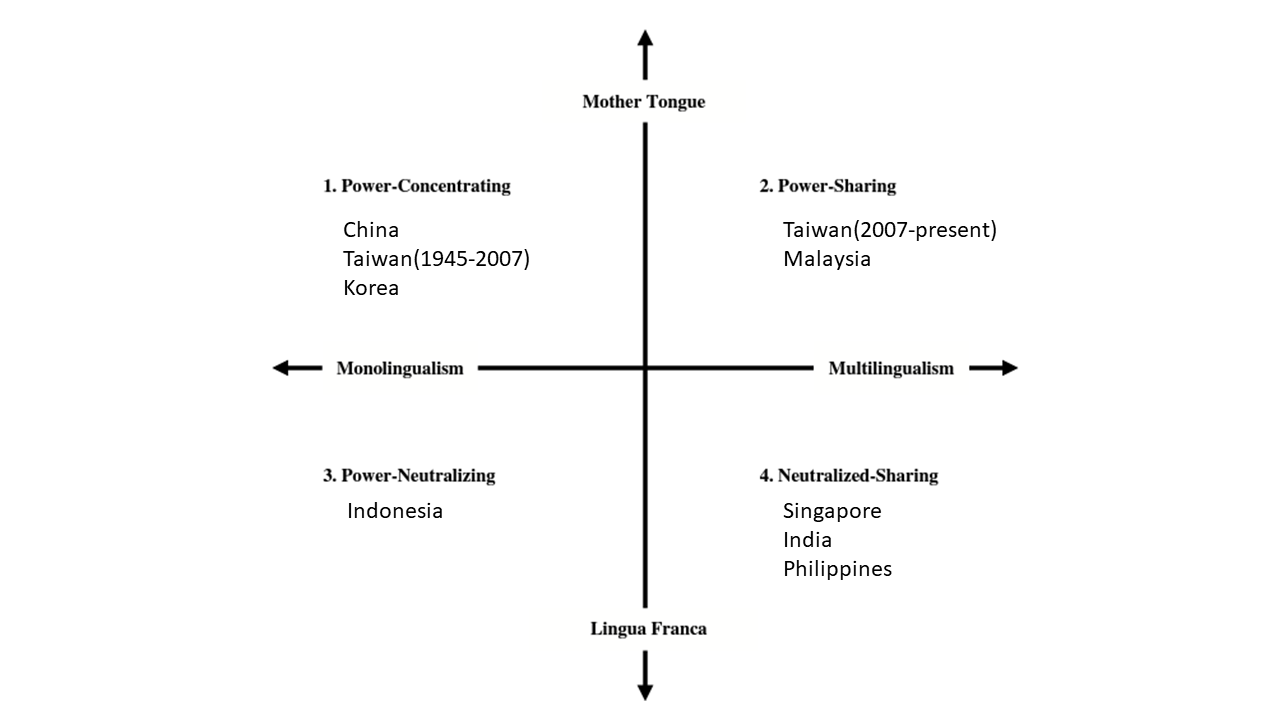 Mother Tongue
1. Power-Concentrating
China
Taiwan(1945-2007)
Korea
2. Power-Sharing
Taiwan(2007-present)
Malaysia
Monolingualism
Multilingualism
3. Power-Neutralizing
Indonesia
4. Neutralized-Sharing
Singapore
India
Philippines
Lingua Franca